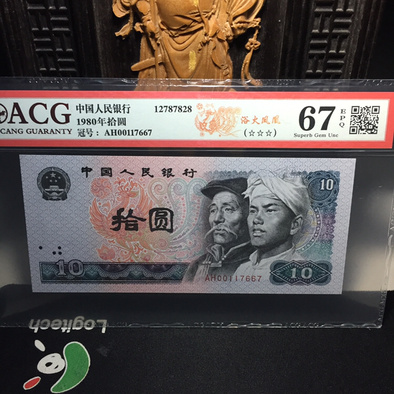 ACG
CANG GUARANTY
中国人民银行
1980年拾圆
冠号：AH00117667
12787828
浴火凤凰
(☆☆☆)
67
EPQ
Superb Gem Unc
中国人民银行
10
拾圆
AH00117667
10
10
Logitech